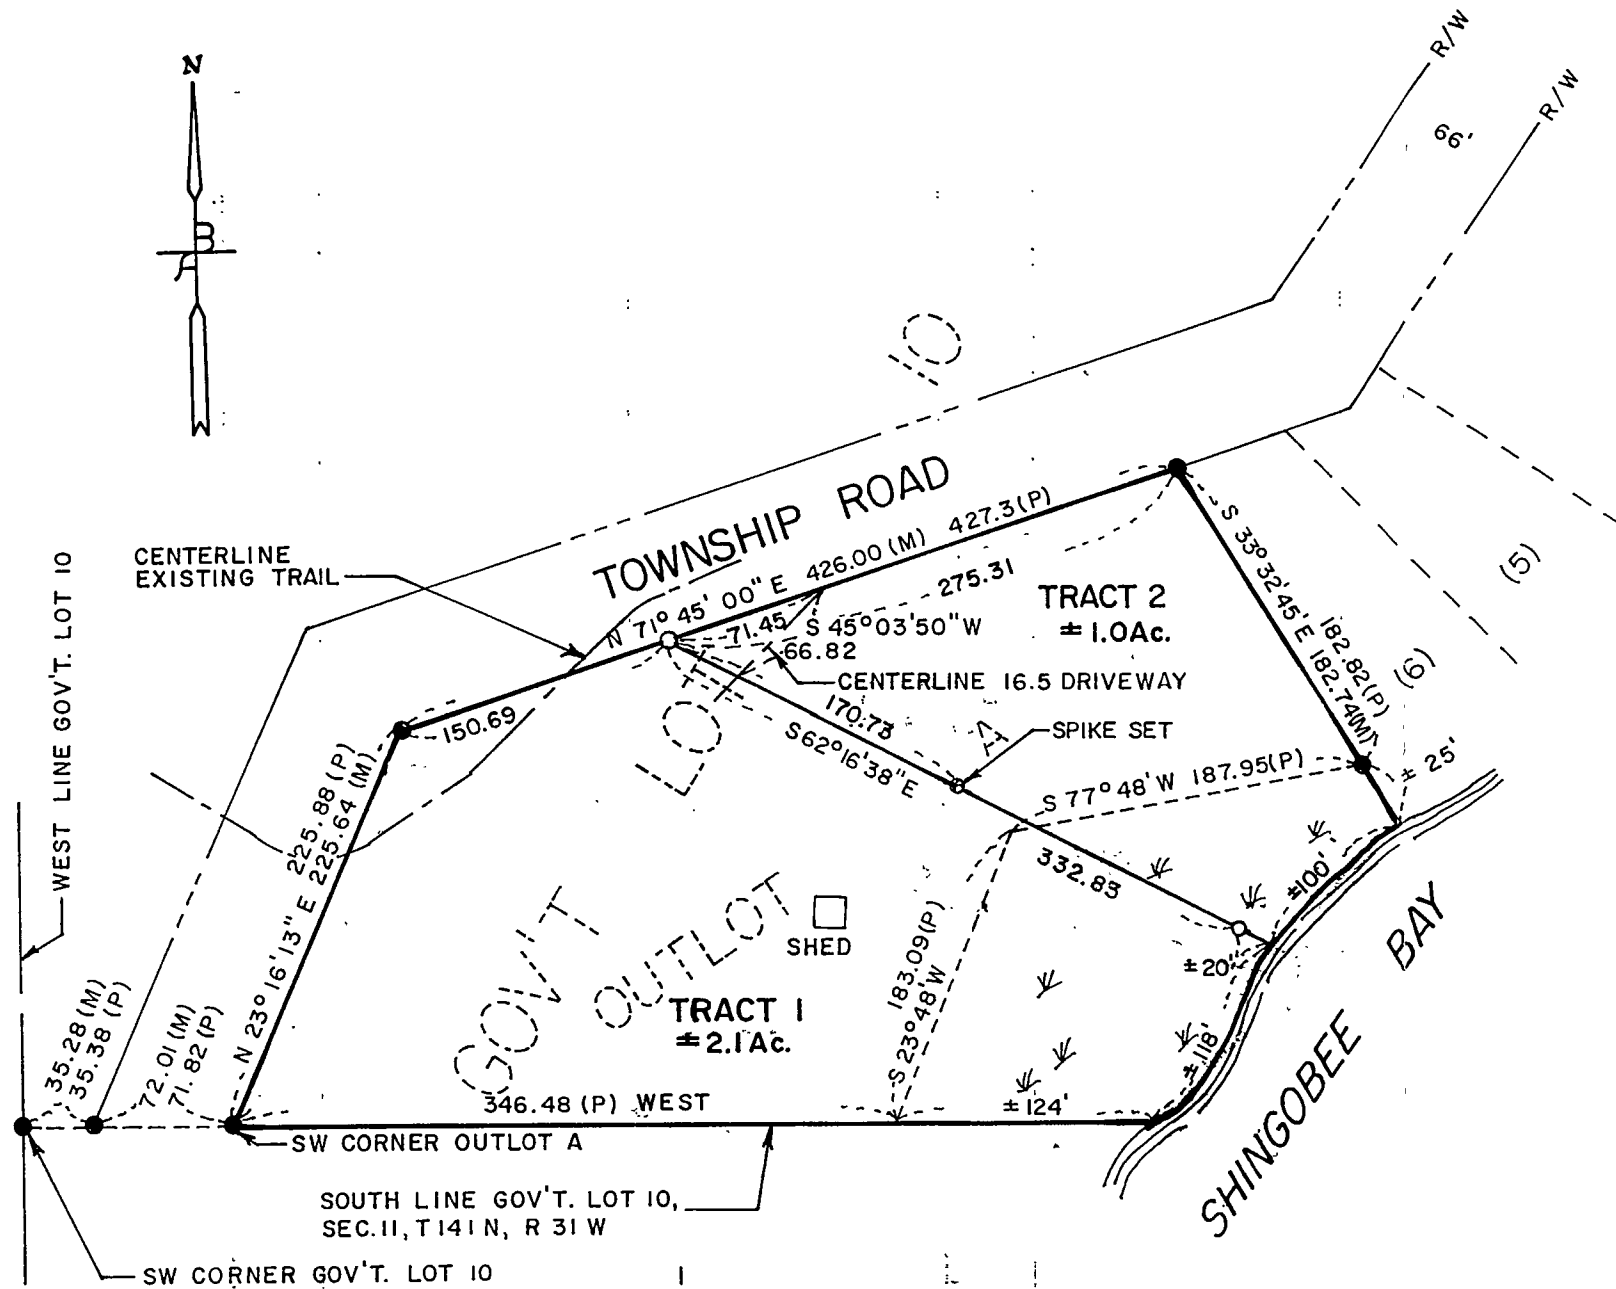 N
B
A
R/W
R/W
66'
10
TOWNSHIP ROAD
CENTERLINE
EXISTING TRAIL
WEST LINE GOV'T. LOT 10
N 71° 45' 00" E 426.00 (M) 427.3 (P)
275.31
71.45
S 45°03'50" W
66.82
CENTERLINE 16.5 DRIVEWAY
TRACT 2
± 1.0 Ac.
S 33°32'45" E 182.74(M)
182.82(P)
(5)
(6)
150.69
170.73
S 62°16'38" E
A
SPIKE SET
S 77°48' W 187.95(P)
± 25'
225.88 (P)
N 23° 16'13" E 225.64 (M)
332.83
±100'
GOV'T LOT
OUTLOT
SHED
183.09(P)
S 23°48' W
±20'
±118'
BAY
SHINGOBEE
TRACT 1
± 2.1 Ac.
35.28 (M)
35.38 (P)
72.01 (M)
71.82 (P)
346.48 (P) WEST
±124'
SW CORNER OUTLOT A
SOUTH LINE GOV'T. LOT 10,
SEC. 11, T 141 N, R 31 W
SW CORNER GOV'T. LOT 10